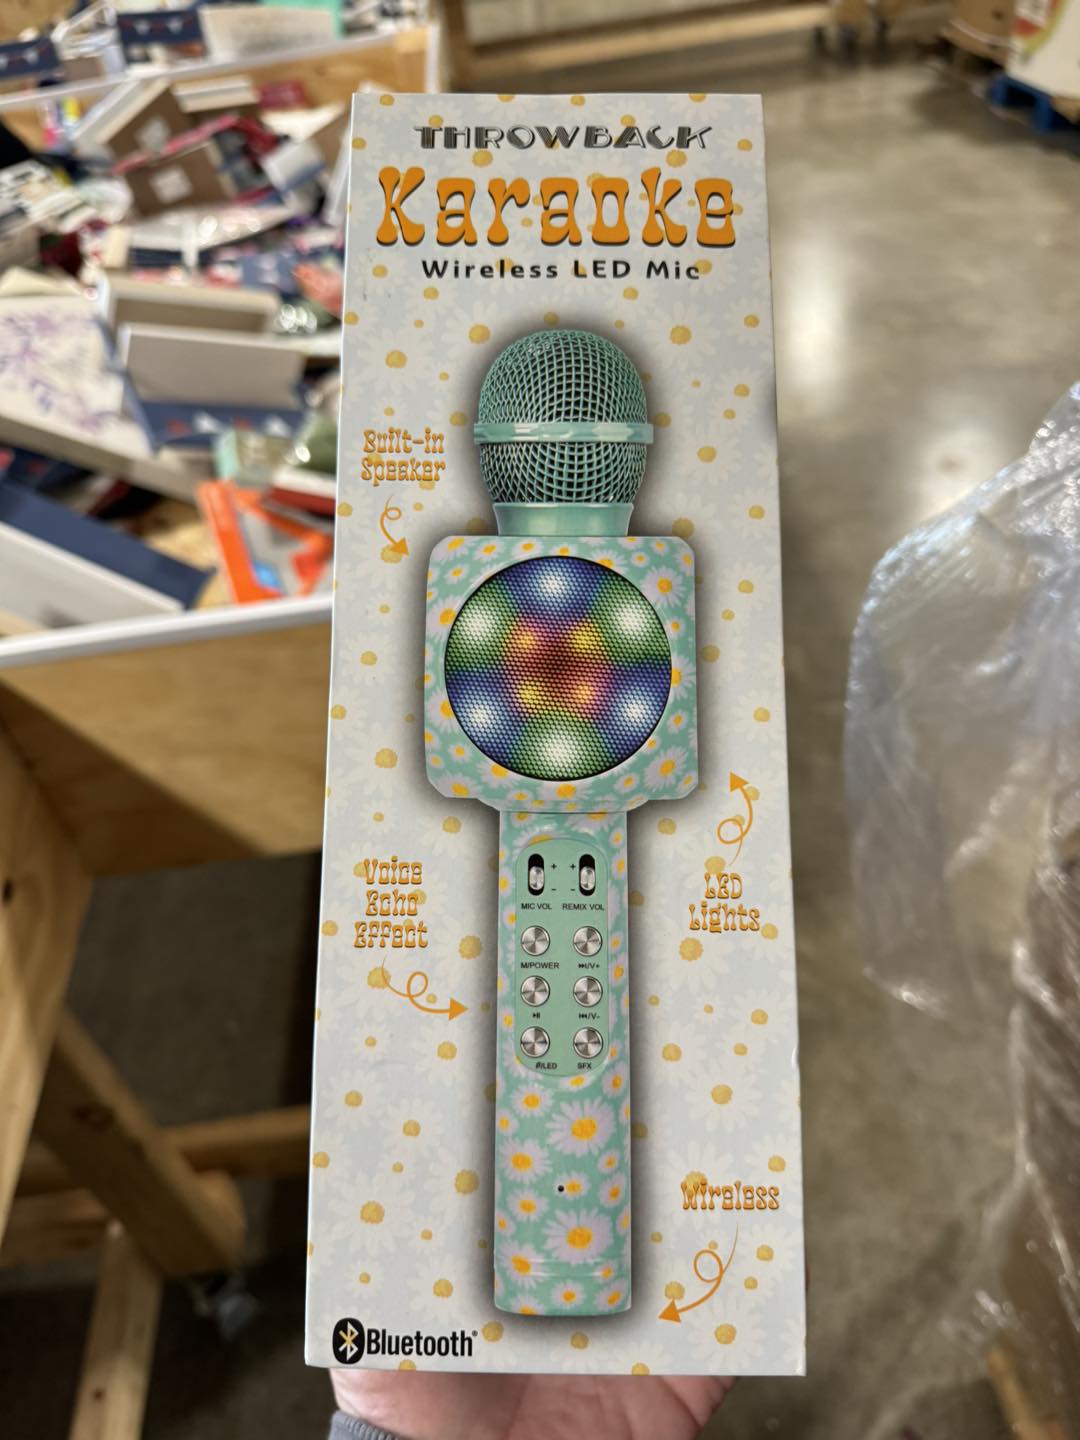 THROWBACK
Karaoke
Wireless LED Mic
Built-in
Speaker
Voice
Echo
Effect
LED
Lights
Wireless
+ + 
- -
MIC VOL REMIX VOL
M/POWER ⏭/V+
⏯ ⏮/V-
/LED SFX
Bluetooth®